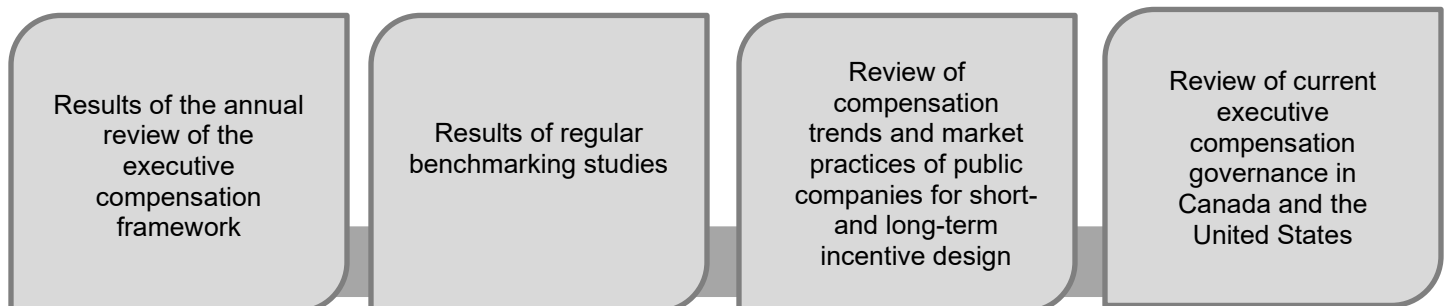 Results of the annual
review of the
executive
compensation
framework
Results of regular
benchmarking studies
Review of
compensation
trends and market
practices of public
companies for short-
and long-term
incentive design
Review of current
executive
compensation
governance in
Canada and the
United States